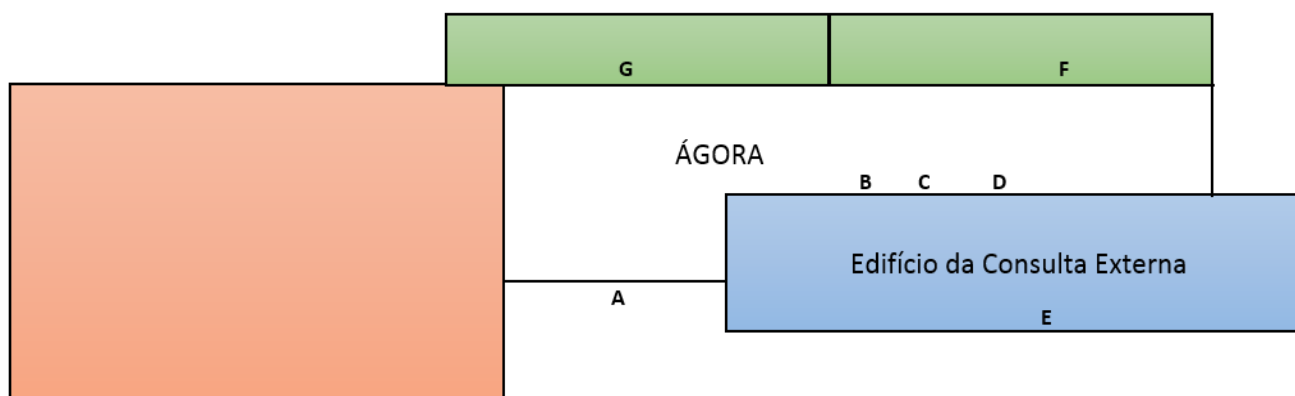 G F
ÁGORA
B C D
Edifício da Consulta Externa
A
E